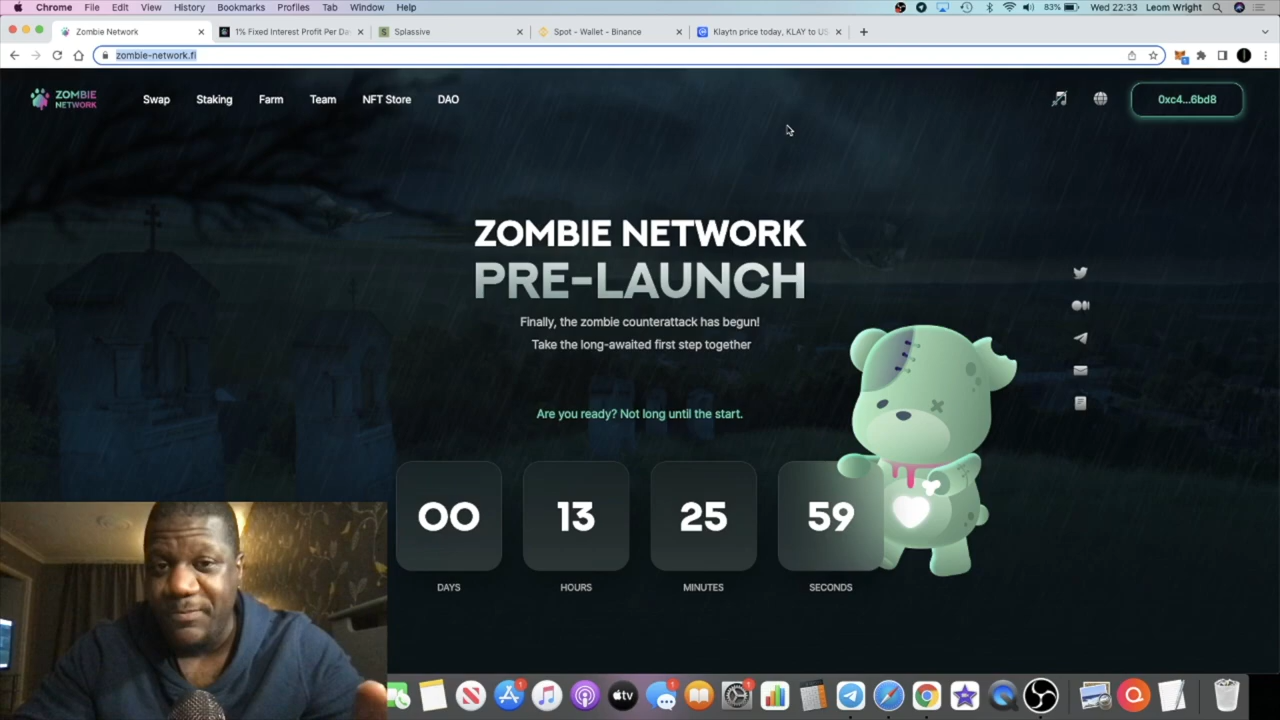 Chrome File Edit View History Bookmarks Profiles Tab Window Help
83% Wed 22:33 Leom Wright
Zombie Network
1% Fixed Interest Profit Per Da
Splassive
Spot - Wallet - Binance
Klaytn price today, KLAY to US
zombie-network.fi
ZOMBIE
NETWORK
Swap Staking Farm Team NFT Store DAO
0xc4...6bd8
ZOMBIE NETWORK
PRE-LAUNCH
Finally, the zombie counterattack has begun!
Take the long-awaited first step together
Are you ready? Not long until the start.
00 13 25 59
DAYS HOURS MINUTES SECONDS
tv